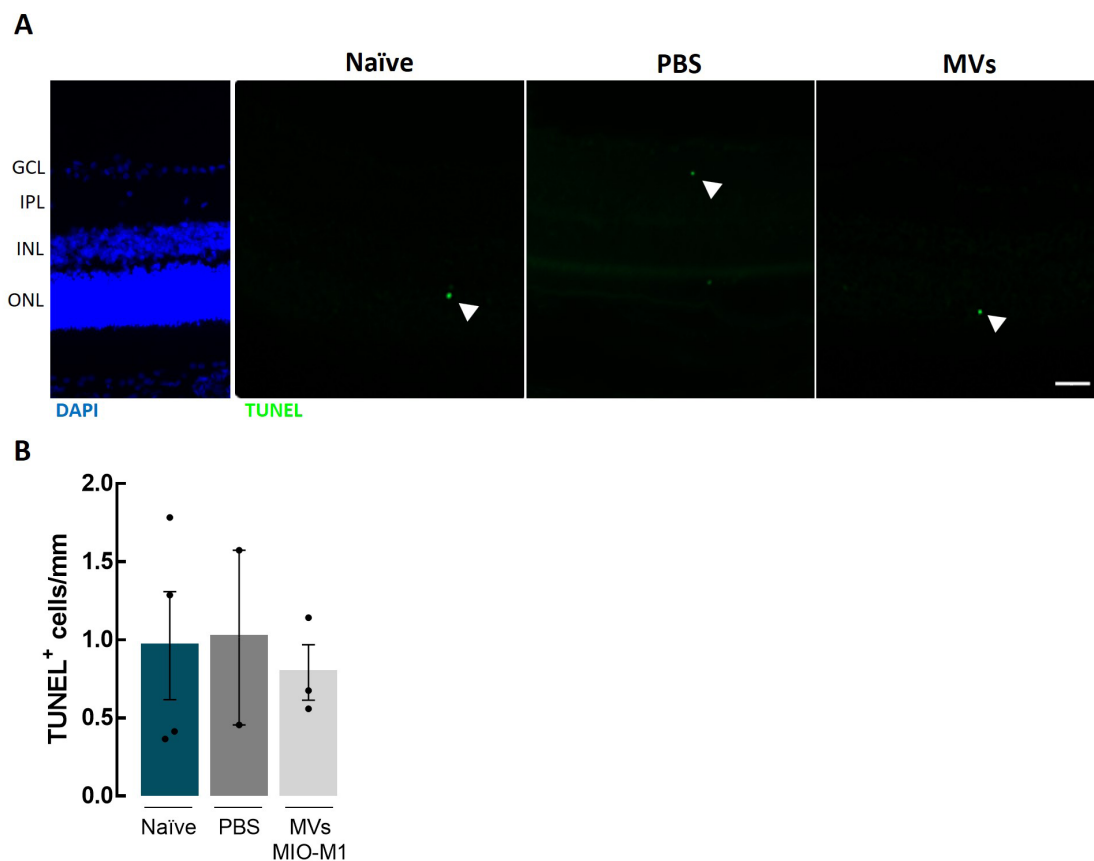 A
Naïve PBS MVs
GCL
IPL
INL
ONL
DAPI TUNEL
B
2.0
1.5
1.0
0.5
0.0
TUNEL+ cells/mm
Naïve PBS MVs
MIO-M1